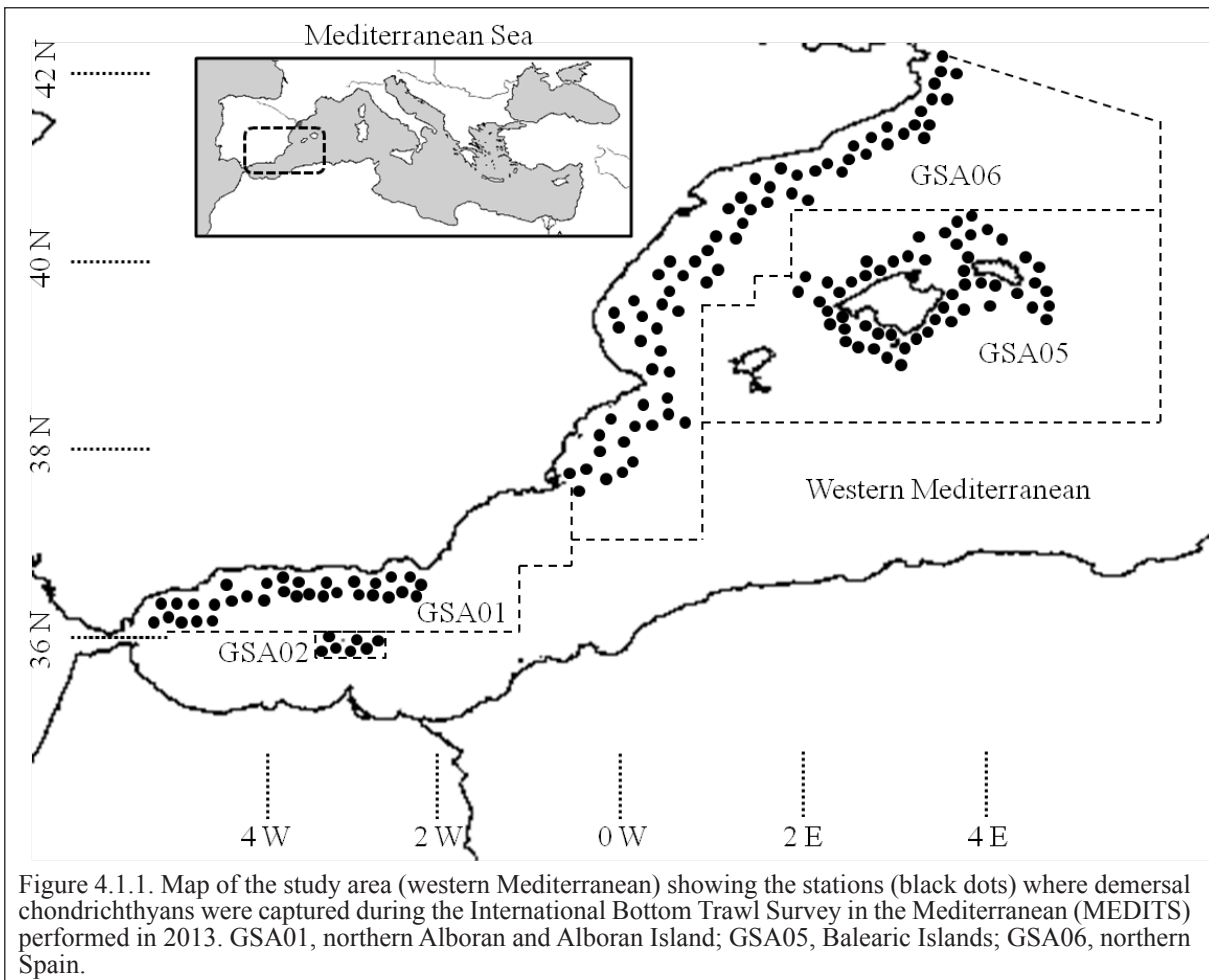 Mediterranean Sea
42 N
GSA06
40 N
GSA05
38 N
Western Mediterranean
GSA01
36 N
GSA02
4 W
2 W
0 W
2 E
4 E
Figure 4.1.1. Map of the study area (western Mediterranean) showing the stations (black dots) where demersal
chondrichthyans were captured during the International Bottom Trawl Survey in the Mediterranean (MEDITS)
performed in 2013. GSA01, northern Alboran and Alboran Island; GSA05, Balearic Islands; GSA06, northern
Spain.